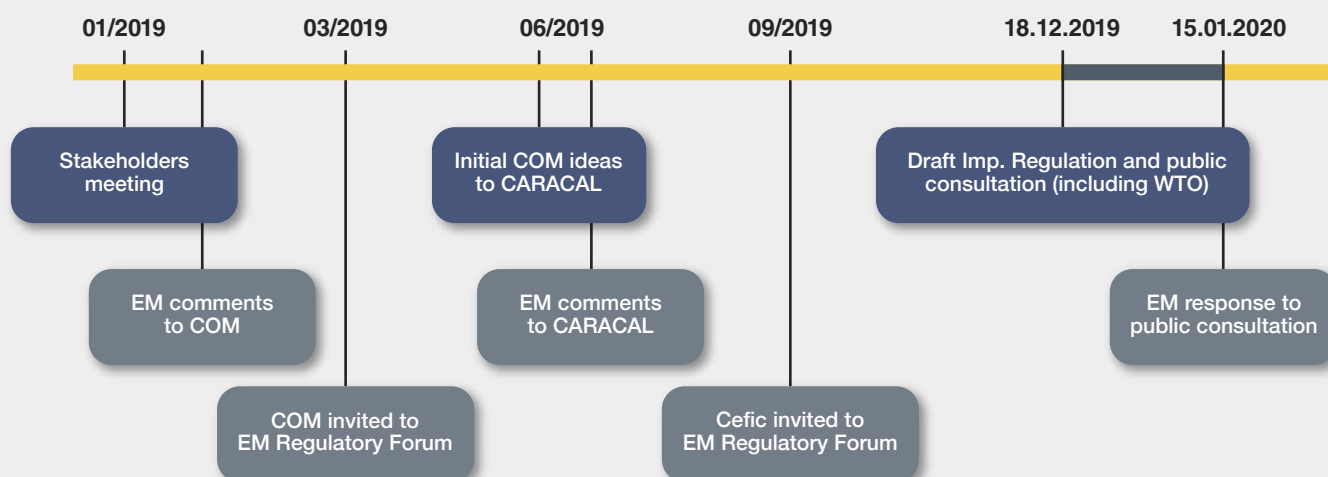 01/2019
03/2019
06/2019
09/2019
18.12.2019
15.01.2020
Stakeholders
meeting
Initial COM ideas
to CARACAL
Draft Imp. Regulation and public
consultation (including WTO)
EM comments
to COM
EM comments
to CARACAL
EM response to
public consultation
COM invited to
EM Regulatory Forum
Cefic invited to
EM Regulatory Forum